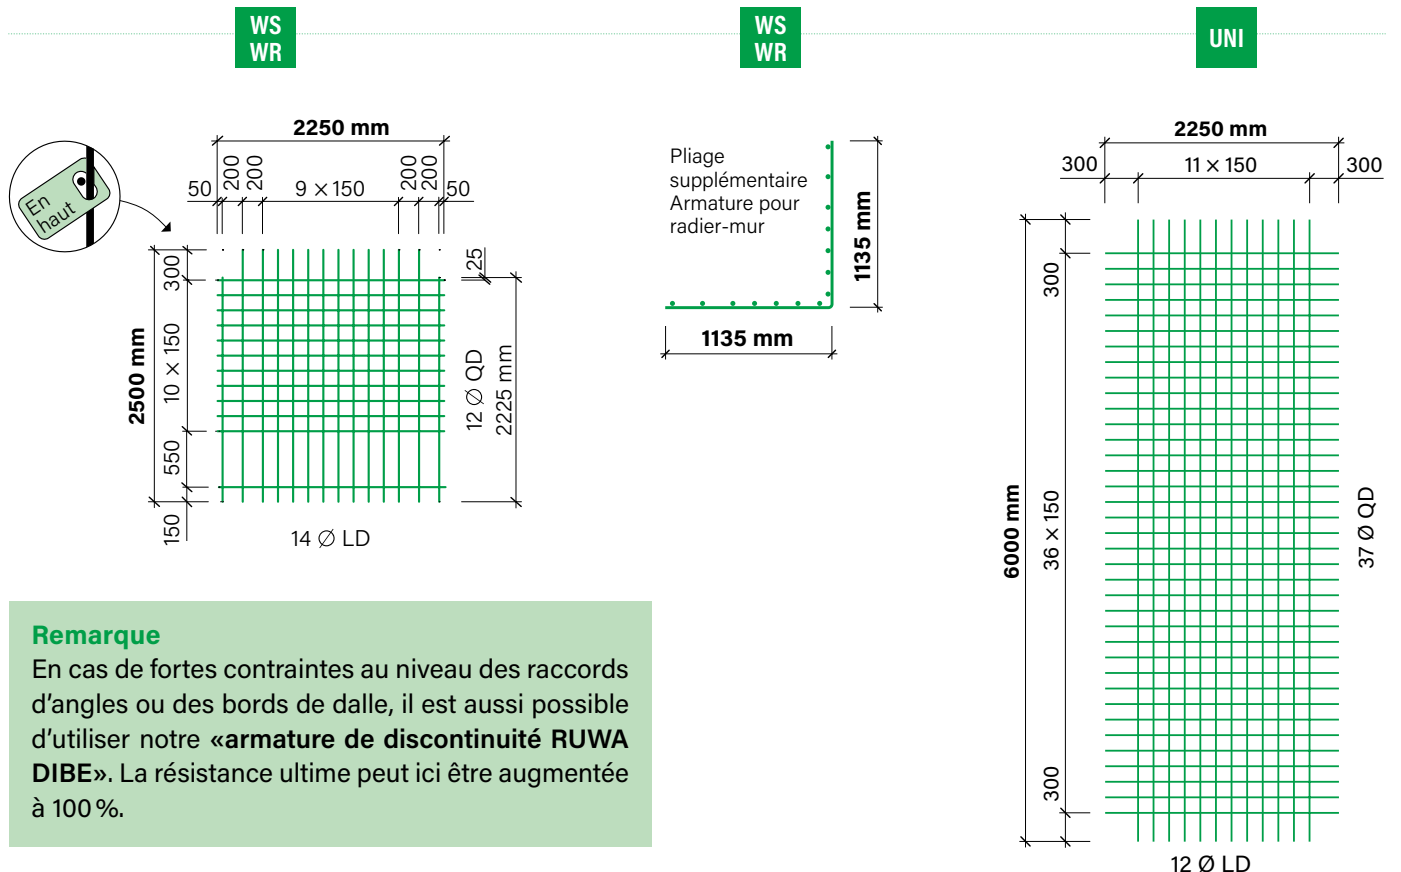 WS
WR
WS
WR
UNI
2250 mm
50
200
200
9 × 150
200
200
50
En
haut
300
10 × 150
550
150
2500 mm
25
12 Ø QD
2225 mm
14 Ø LD
Pliage
supplémentaire
Armature pour
radier-mur
1135 mm
1135 mm
2250 mm
300
11 × 150
300
300
36 × 150
300
6000 mm
37 Ø QD
12 Ø LD
Remarque
En cas de fortes contraintes au niveau des raccords
d'angles ou des bords de dalle, il est aussi possible
d'utiliser notre «armature de discontinuité RUWA
DIBE». La résistance ultime peut ici être augmentée
à 100 %.